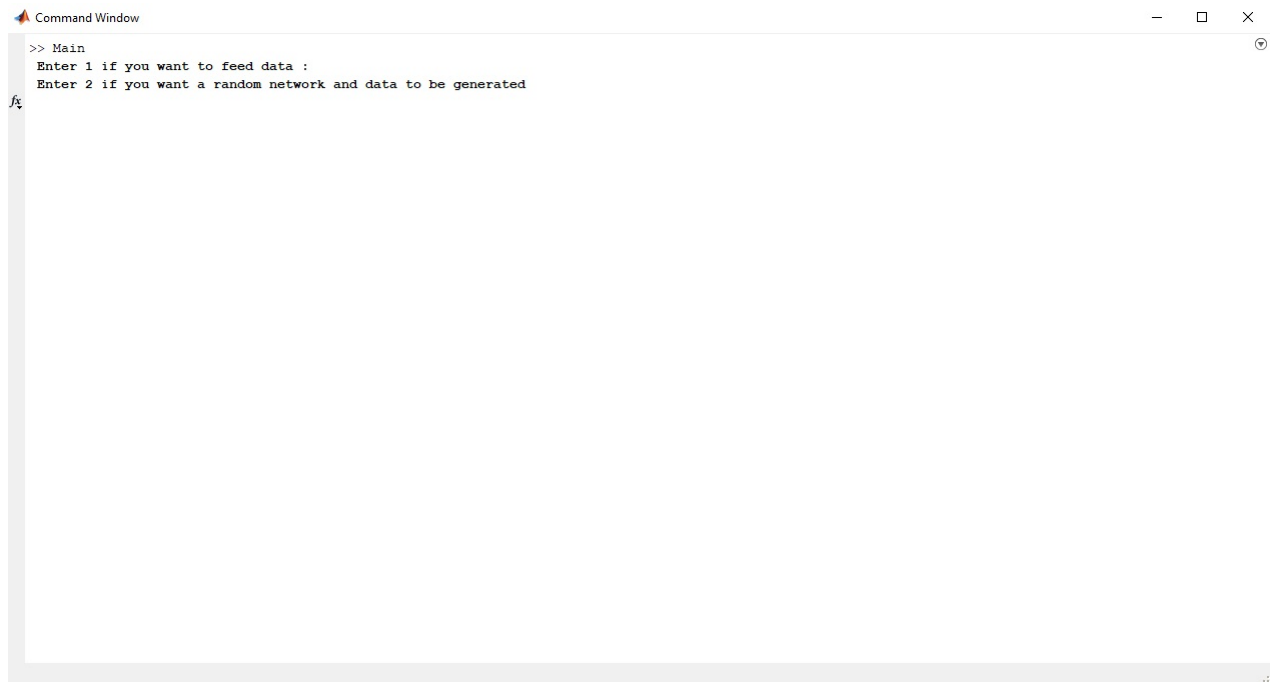 Command Window
>> Main
Enter 1 if you want to feed data :
Enter 2 if you want a random network and data to be generated
fx